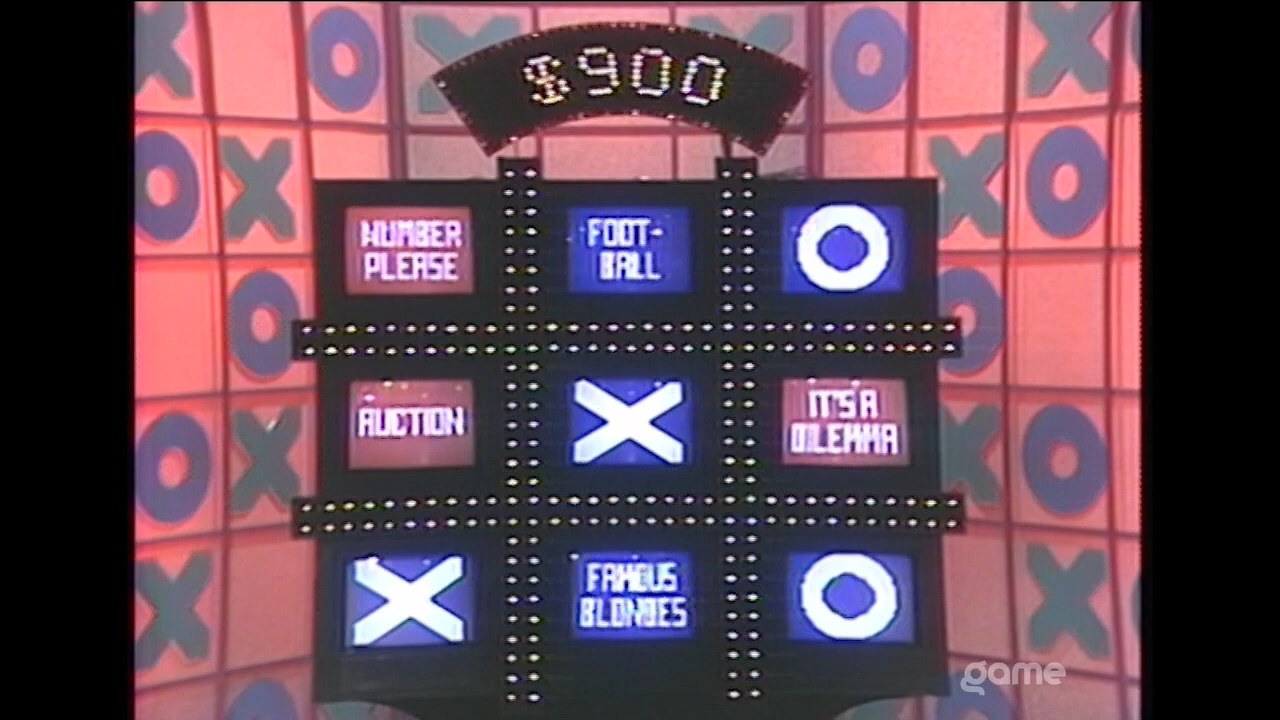 $900
NUMBER
PLEASE
FOOT-
BALL
O
AUCTION
X
IT'S A
DILEMMA
X
FAMOUS
BLONDES
O
game